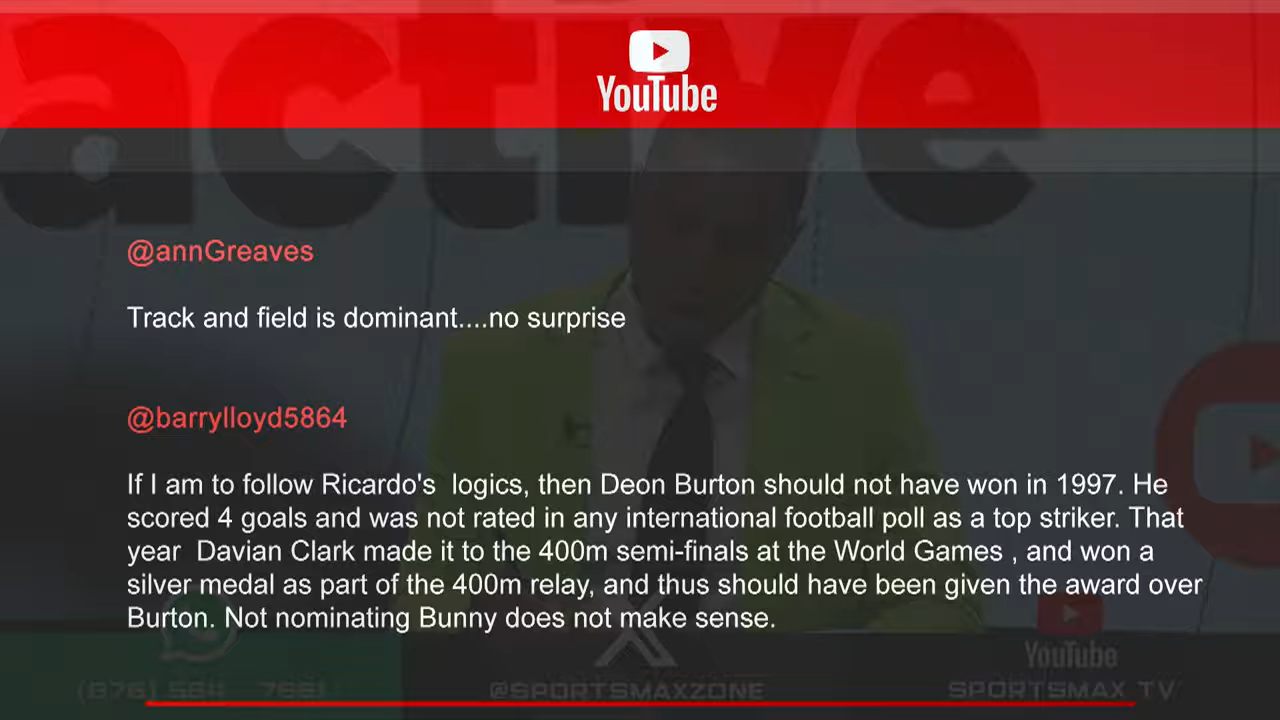 active
YouTube
@annGreaves
Track and field is dominant....no surprise
@barrylloyd5864
If I am to follow Ricardo's  logics, then Deon Burton should not have won in 1997. He
scored 4 goals and was not rated in any international football poll as a top striker. That
year  Davian Clark made it to the 400m semi-finals at the World Games , and won a
silver medal as part of the 400m relay, and thus should have been given the award over
Burton. Not nominating Bunny does not make sense.
YouTube
(876)
@SPORTSMAXZONE
SPORTSMAX TV